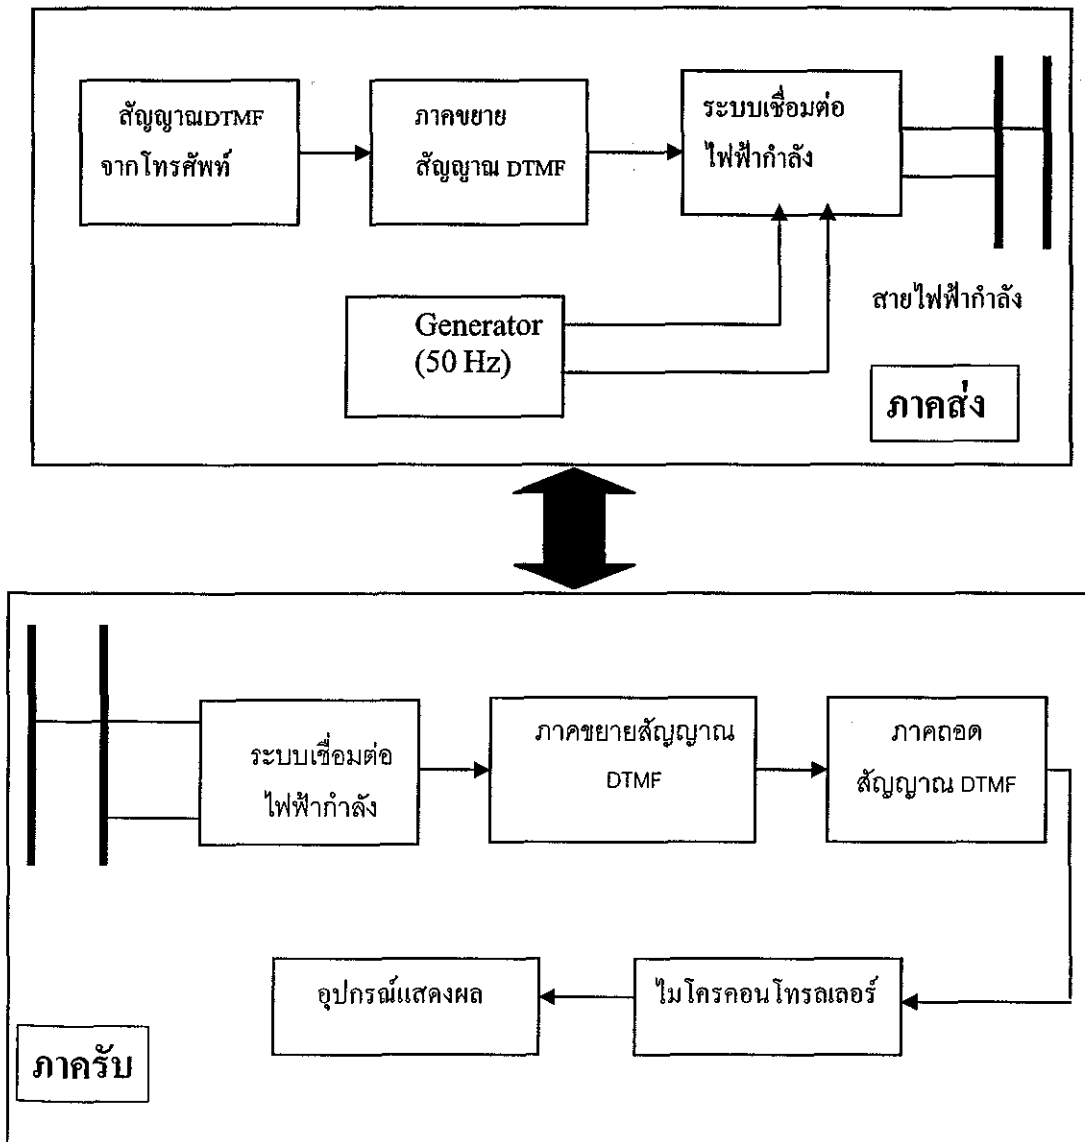 สัญญาณDTMF
จากโทรศัพท์
ภาคขยาย
สัญญาณ DTMF
ระบบเชื่อมต่อ
ไฟฟ้ากำลัง
Generator
(50 Hz)
สายไฟฟ้ากำลัง
ภาคส่ง
ระบบเชื่อมต่อ
ไฟฟ้ากำลัง
ภาคขยายสัญญาณ
DTMF
ภาคถอด
สัญญาณ DTMF
อุปกรณ์แสดงผล
ไมโครคอนโทรลเลอร์
ภาครับ